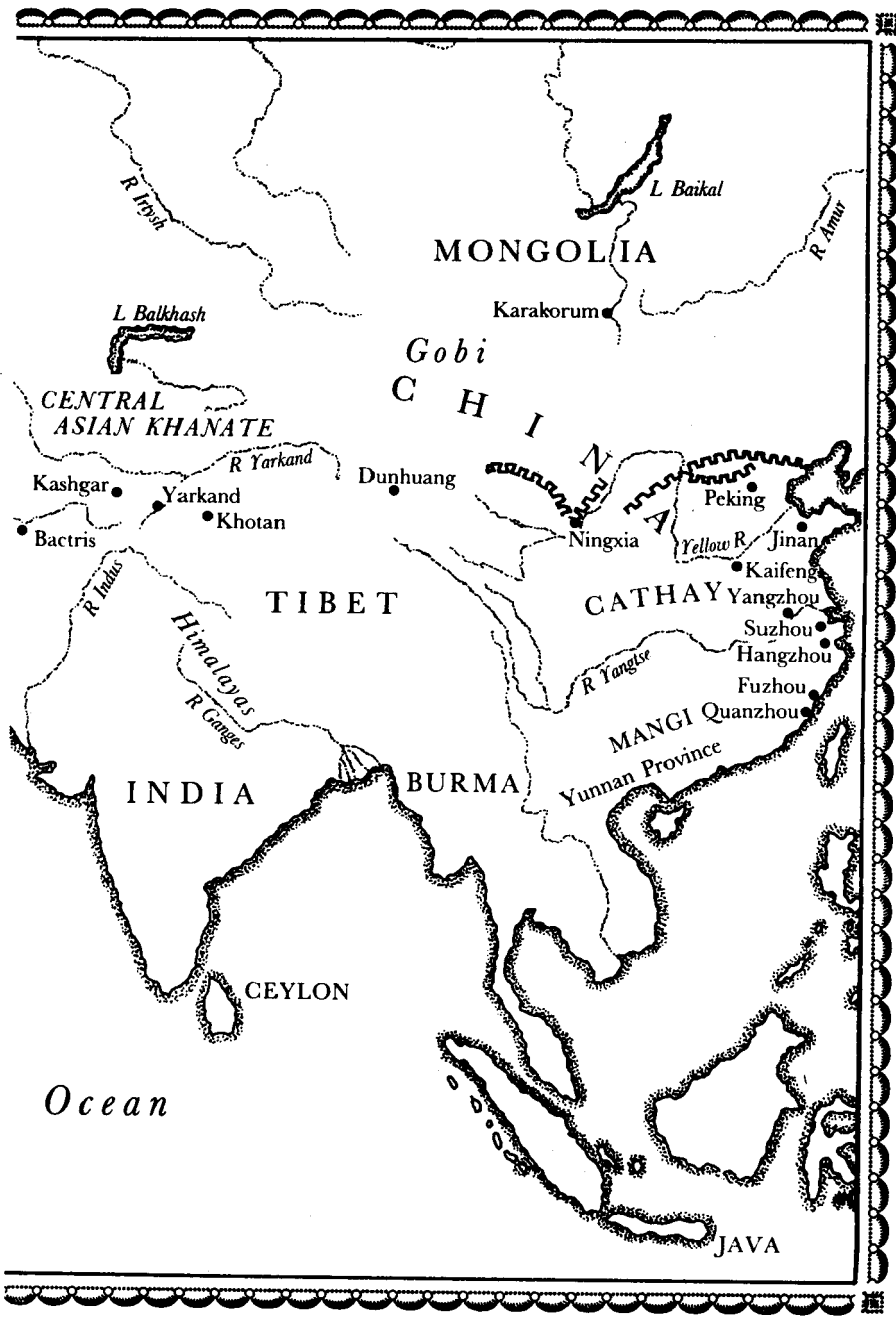 R Irtysh
L Baikal
R Amur
MONGOLIA
Karakorum
L Balkhash
Gobi
CHINA
CENTRAL
ASIAN KHANATE
R Yarkand
Kashgar
Yarkand
Khotan
Bactris
Dunhuang
Ningxia
Peking
Yellow R
Jinan
Kaifeng
R Indus
TIBET
CATHAY
Yangzhou
Suzhou
Hangzhou
Himalayas
R Ganges
R Yangtse
Fuzhou
MANGI
Quanzhou
Yunnan Province
INDIA
BURMA
CEYLON
Ocean
JAVA